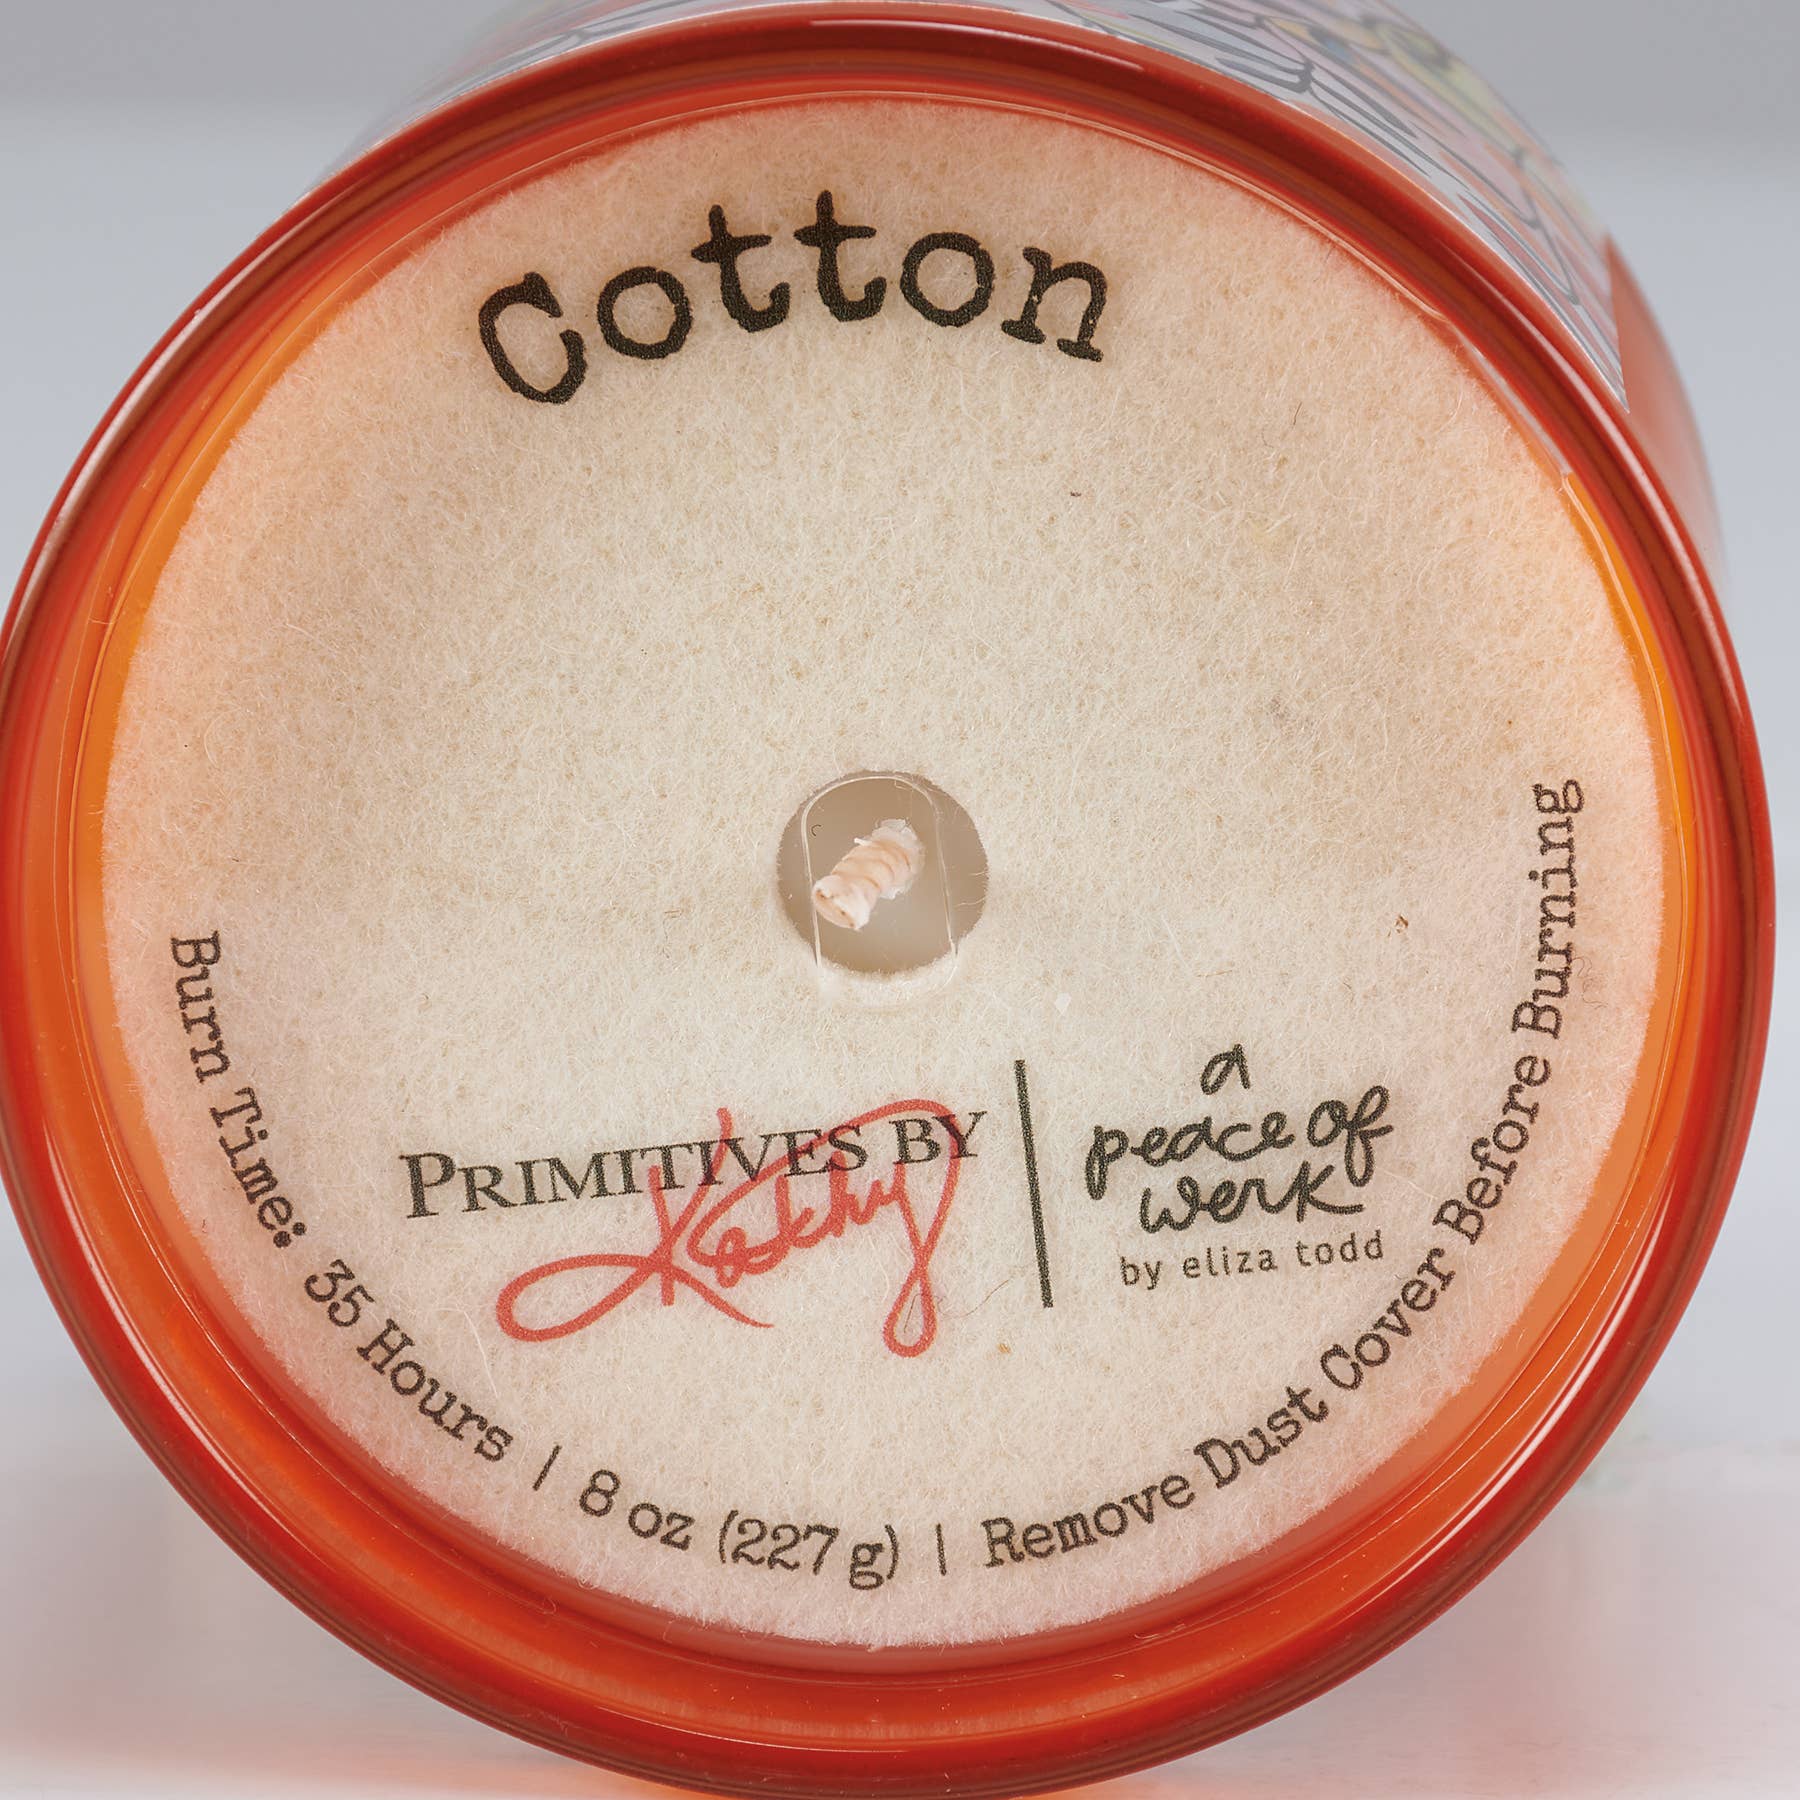 Cotton
PRIMITIVES BY
Kathy
a
peace of
werk
by eliza todd
Burn Time: 35 Hours | 8 oz (227 g) | Remove Dust Cover Before Burning